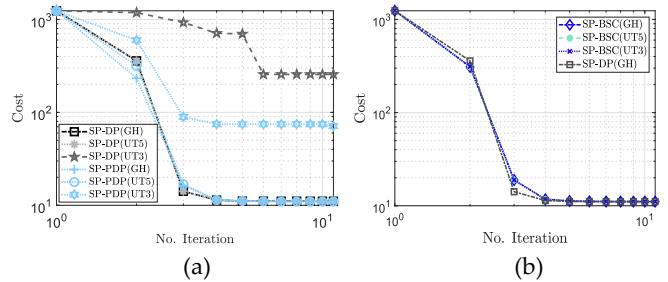 10^3
10^2
10^1
Cost
SP-DP(GH)
SP-DP(UT5)
SP-DP(UT3)
SP-PDP(GH)
SP-PDP(UT5)
SP-PDP(UT3)
10^0
10^1
No. Iteration
(a)
10^3
10^2
10^1
Cost
SP-BSC(GH)
SP-BSC(UT5)
SP-BSC(UT3)
SP-DP(GH)
10^0
10^1
No. Iteration
(b)